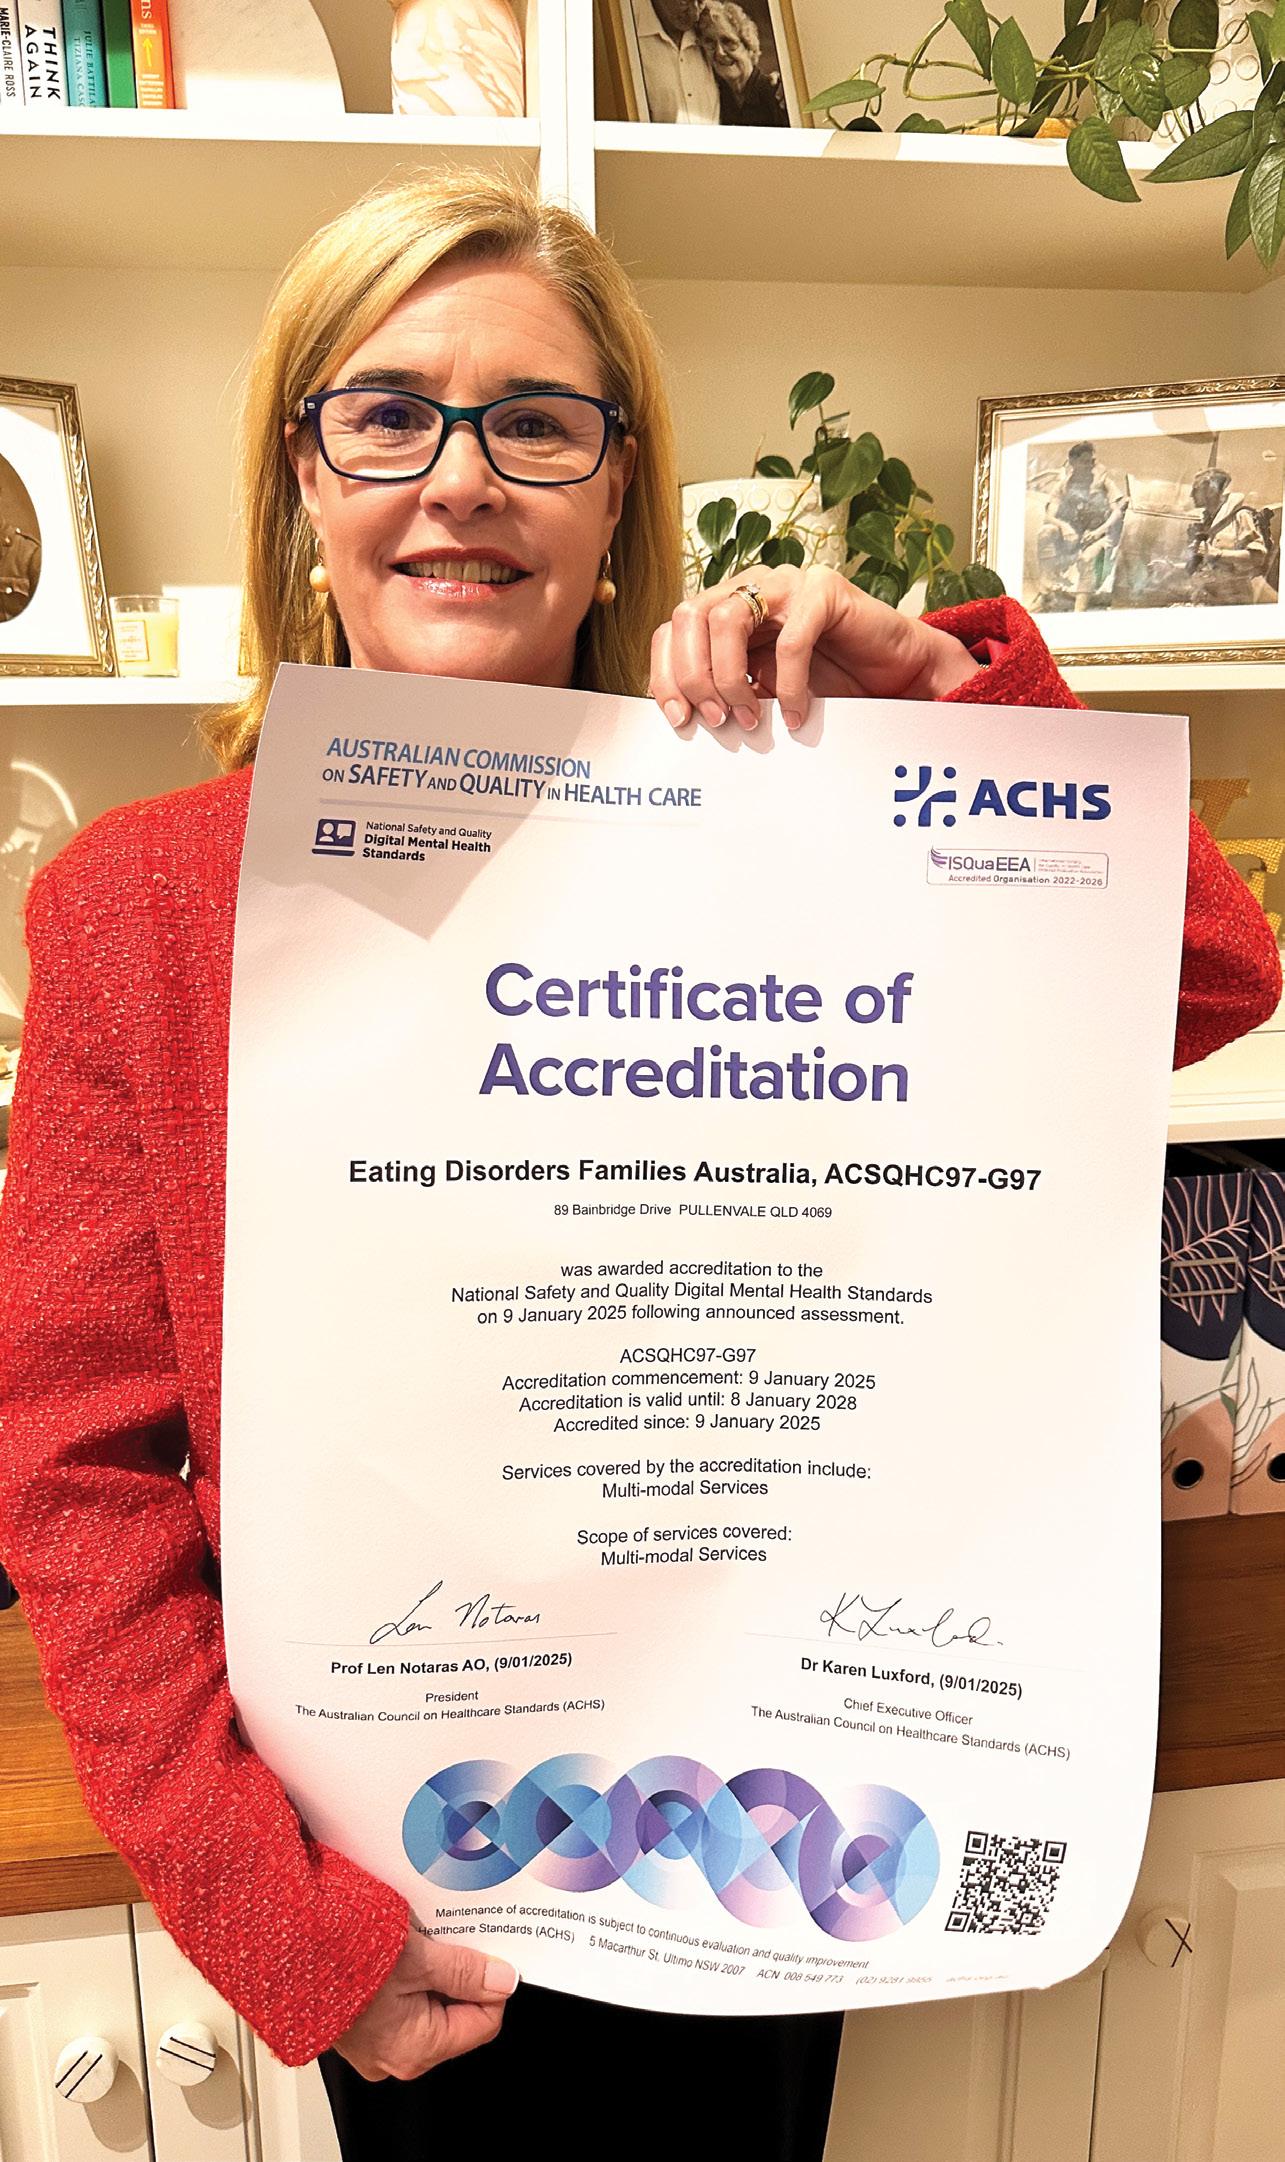 MARIE-CLAIRE ROSS
THINK
AGAIN
JULIE BATTILA
TIZIANA CASC
AUSTRALIAN COMMISSION
ON SAFETY AND QUALITY IN HEALTH CARE
National Safety and Quality
Digital Mental Health
Standards
ACHS
ISQuaEEA
Accredited Organisation 2022-2026
Certificate of
Accreditation
Eating Disorders Families Australia, ACSQHC97-G97
89 Bainbridge Drive PULLENVALE QLD 4069
was awarded accreditation to the
National Safety and Quality Digital Mental Health Standards
on 9 January 2025 following announced assessment.
ACSQHC97-G97
Accreditation commencement: 9 January 2025
Accreditation is valid until: 8 January 2028
Accredited since: 9 January 2025
Services covered by the accreditation include:
Multi-modal Services
Scope of services covered:
Multi-modal Services
Len Notaras
K Luxford
Prof Len Notaras AO, (9/01/2025)
President
The Australian Council on Healthcare Standards (ACHS)
Dr Karen Luxford, (9/01/2025)
Chief Executive Officer
The Australian Council on Healthcare Standards (ACHS)
Maintenance of accreditation is subject to continuous evaluation and quality improvement
Healthcare Standards (ACHS) 5 Macarthur St, Ultimo NSW 2007 ACN 008 549 773 (02) 9281 9955